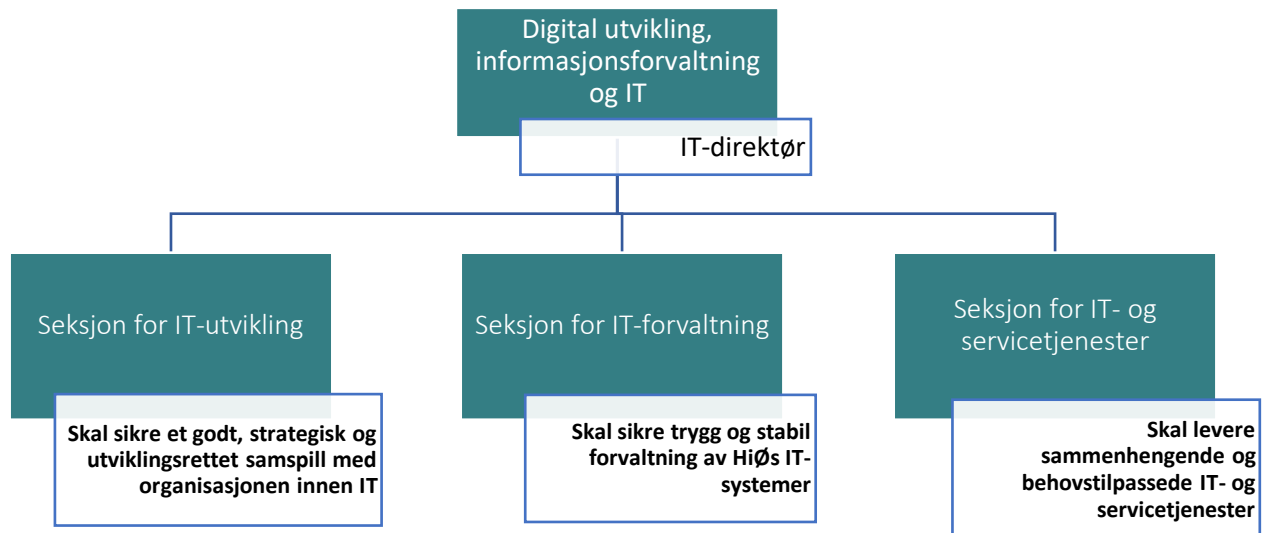 Digital utvikling,
informasjonsforvaltning
og IT
IT-direktør
Seksjon for IT-utvikling
Skal sikre et godt, strategisk og
utviklingsrettet samspill med
organisasjonen innen IT
Seksjon for IT-forvaltning
Skal sikre trygg og stabil
forvaltning av HiØs IT-
systemer
Seksjon for IT- og
servicetjenester
Skal levere
sammenhengende og
behovstilpassede IT- og
servicetjenester